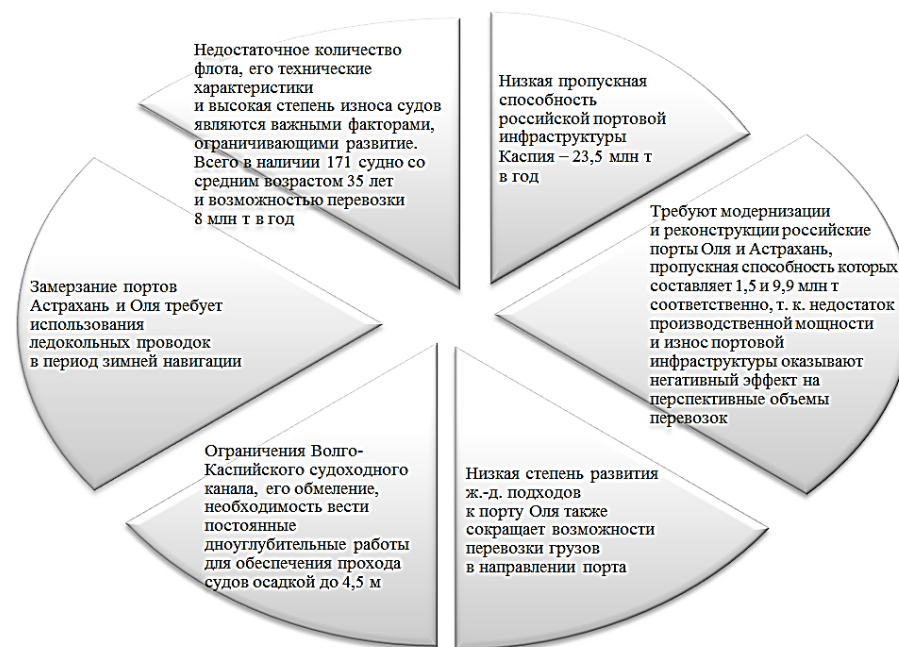 Недостаточное количество
флота, его технические
характеристики
и высокая степень износа судов
являются важными факторами,
ограничивающими развитие.
Всего в наличии 171 судно со
средним возрастом 35 лет
и возможностью перевозки
8 млн т в год
Низкая пропускная
способность
российской портовой
инфраструктуры
Каспия – 23,5 млн т
в год
Требуют модернизации
и реконструкции российские
порты Оля и Астрахань,
пропускная способность которых
составляет 1,5 и 9,9 млн т
соответственно, т. к. недостаток
производственной мощности
и износ портовой
инфраструктуры оказывают
негативный эффект на
перспективные объемы
перевозок
Низкая степень развития
ж.-д. подходов
к порту Оля также
сокращает возможности
перевозки грузов
в направлении порта
Ограничения Волго-
Каспийского судоходного
канала, его обмеление,
необходимость вести
постоянные
дноуглубительные работы
для обеспечения прохода
судов осадкой до 4,5 м
Замерзание портов
Астрахань и Оля требует
использования
ледокольных проводок
в период зимней навигации